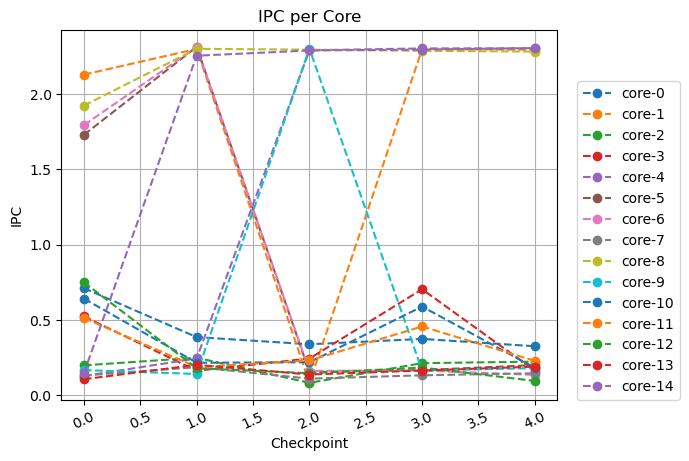 IPC per Core
IPC
2.0
1.5
1.0
0.5
0.0
0.0 0.5 1.0 1.5 2.0 2.5 3.0 3.5 4.0
Checkpoint
core-0
core-1
core-2
core-3
core-4
core-5
core-6
core-7
core-8
core-9
core-10
core-11
core-12
core-13
core-14